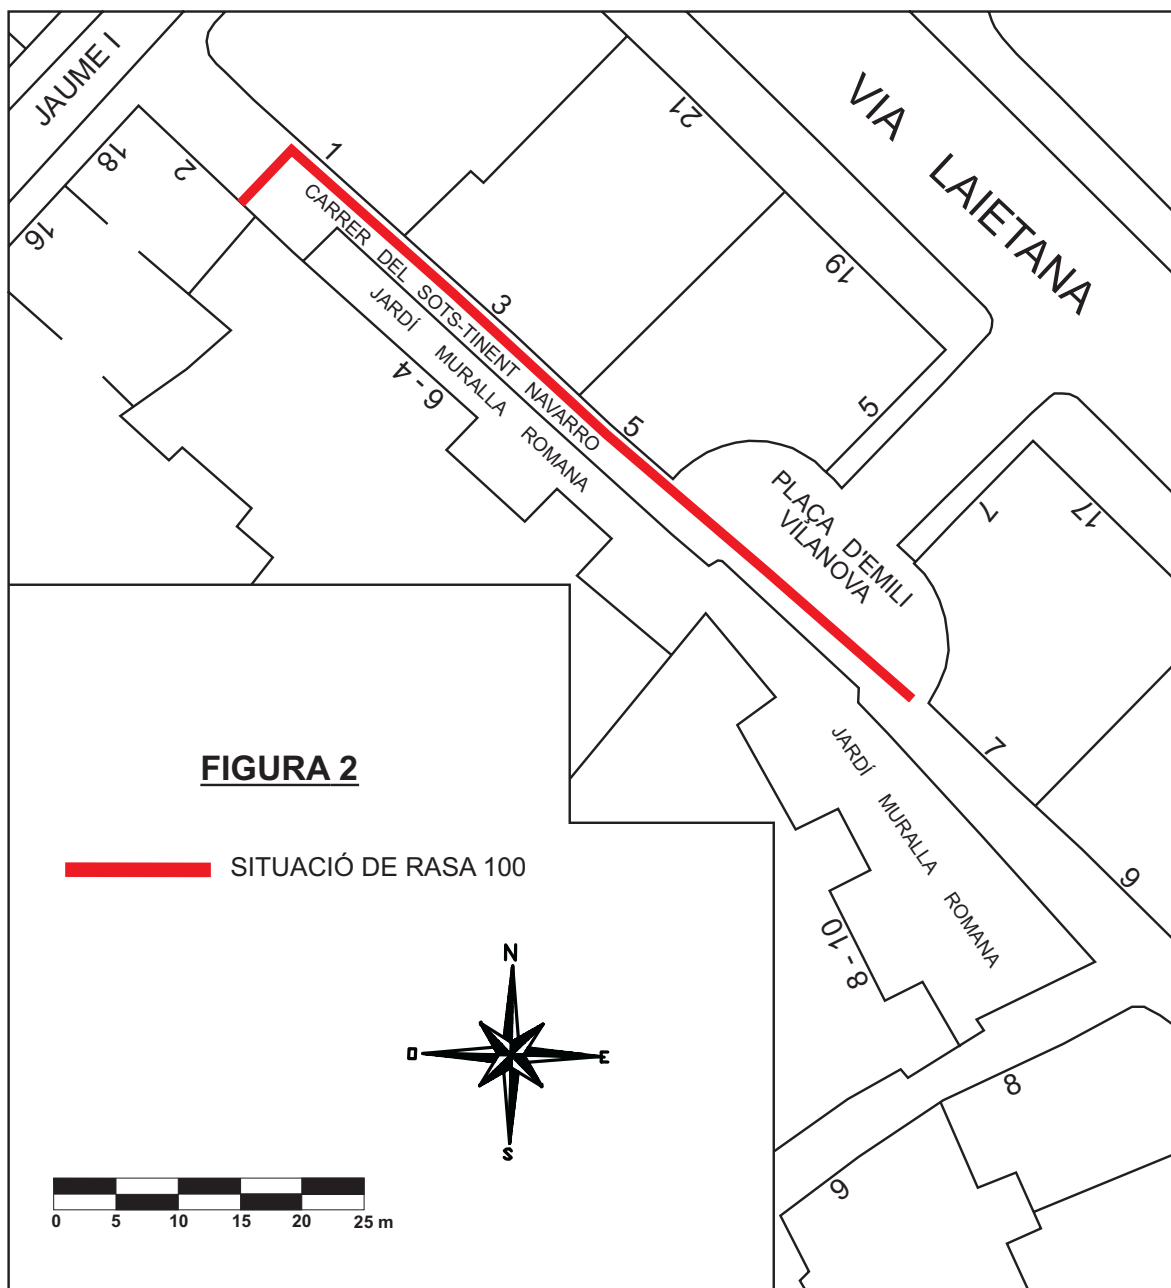 JAUME I
VIA LAIETANA
21
1
18
2
16
CARRER DEL SOTS-TINENT NAVARRO
19
3
JARDÍ MURALLA ROMANA
6 - 4
5
5
PLAÇA D'EMILI
VILANOVA
7
17
JARDÍ MURALLA ROMANA
7
9
8 - 10
8
6
FIGURA 2
SITUACIÓ DE RASA 100
N
O
E
S
0 5 10 15 20 25 m